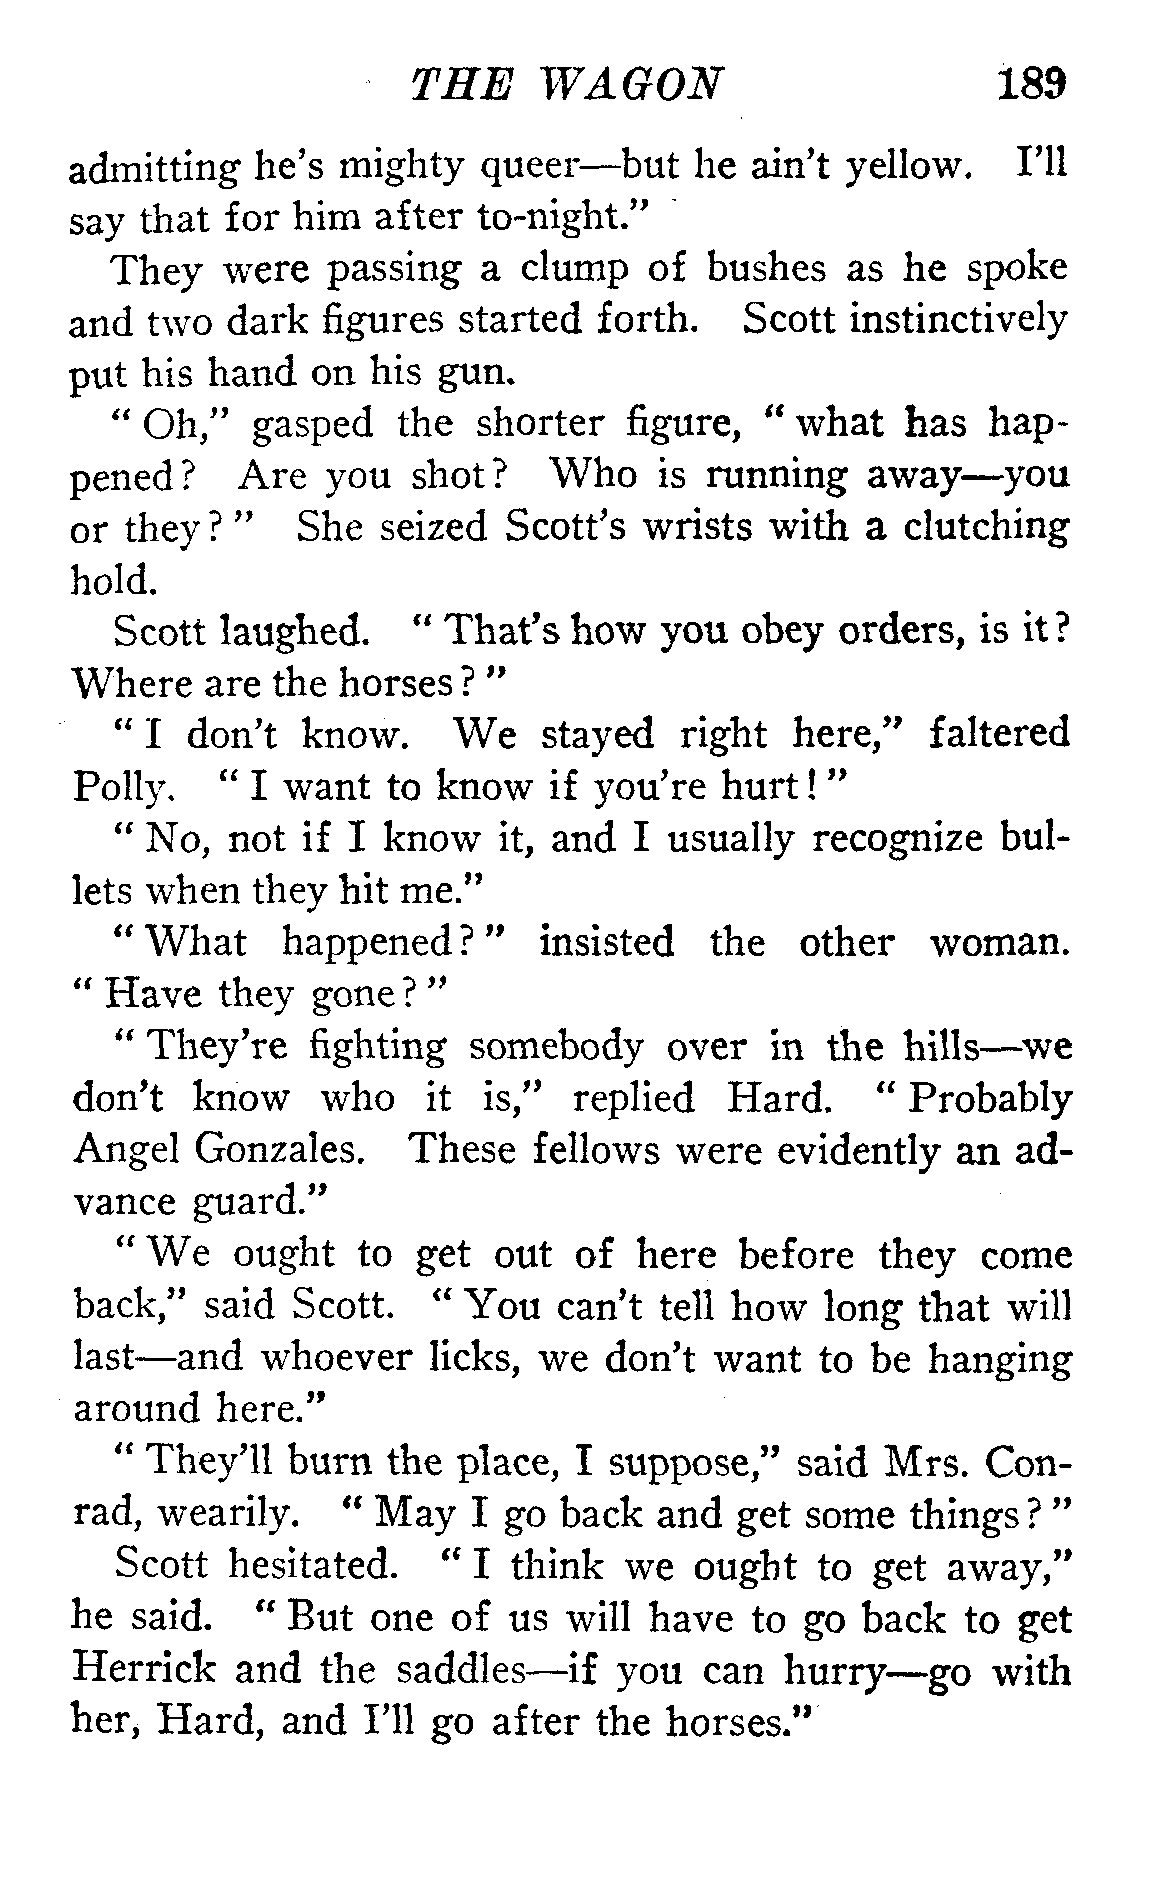 THE WAGON 189
admitting he's mighty queer—but he ain't yellow. I'll
say that for him after to-night."
They were passing a clump of bushes as he spoke
and two dark figures started forth. Scott instinctively
put his hand on his gun.
" Oh," gasped the shorter figure, " what has hap-
pened? Are you shot? Who is running away—you
or they? " She seized Scott's wrists with a clutching
hold.
Scott laughed. " That's how you obey orders, is it?
Where are the horses? "
" I don't know. We stayed right here," faltered
Polly. " I want to know if you're hurt! "
" No, not if I know it, and I usually recognize bul-
lets when they hit me."
" What happened? " insisted the other woman.
" Have they gone? "
" They're fighting somebody over in the hills—we
don't know who it is," replied Hard. " Probably
Angel Gonzales. These fellows were evidently an ad-
vance guard."
" We ought to get out of here before they come
back," said Scott. " You can't tell how long that will
last—and whoever licks, we don't want to be hanging
around here."
" They'll burn the place, I suppose," said Mrs. Con-
rad, wearily. " May I go back and get some things? "
Scott hesitated. " I think we ought to get away,"
he said. " But one of us will have to go back to get
Herrick and the saddles—if you can hurry—go with
her, Hard, and I'll go after the horses."